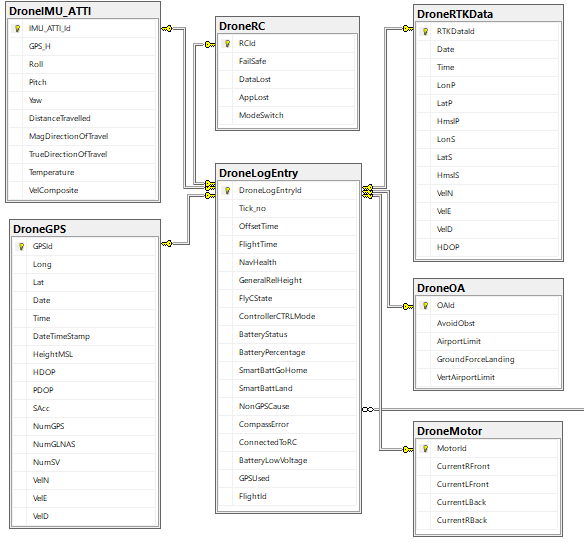 DroneIMU_ATTI
IMU_ATTI_Id
GPS_H
Roll
Pitch
Yaw
DistanceTravelled
MagDirectionOfTravel
TrueDirectionOfTravel
Temperature
VelComposite
DroneGPS
GPSId
Long
Lat
Date
Time
DateTimeStamp
HeightMSL
HDOP
PDOP
SAcc
NumGPS
NumGLNAS
NumSV
VelN
VelE
VelD
DroneRC
RCId
FailSafe
DataLost
AppLost
ModeSwitch
DroneLogEntry
DroneLogEntryId
Tick_no
OffsetTime
FlightTime
NavHealth
GeneralRelHeight
FlyCState
ControllerCTRLMode
BatteryStatus
BatteryPercentage
SmartBattGoHome
SmartBattLand
NonGPSCause
CompassError
ConnectedToRC
BatteryLowVoltage
GPSUsed
FlightId
DroneRTKData
RTKDataId
Date
Time
LonP
LatP
HmslP
LonS
LatS
HmslS
VelN
VelE
VelD
HDOP
DroneOA
OAId
AvoidObst
AirportLimit
GroundForceLanding
VertAirportLimit
DroneMotor
MotorId
CurrentRFront
CurrentLFront
CurrentLBack
CurrentRBack